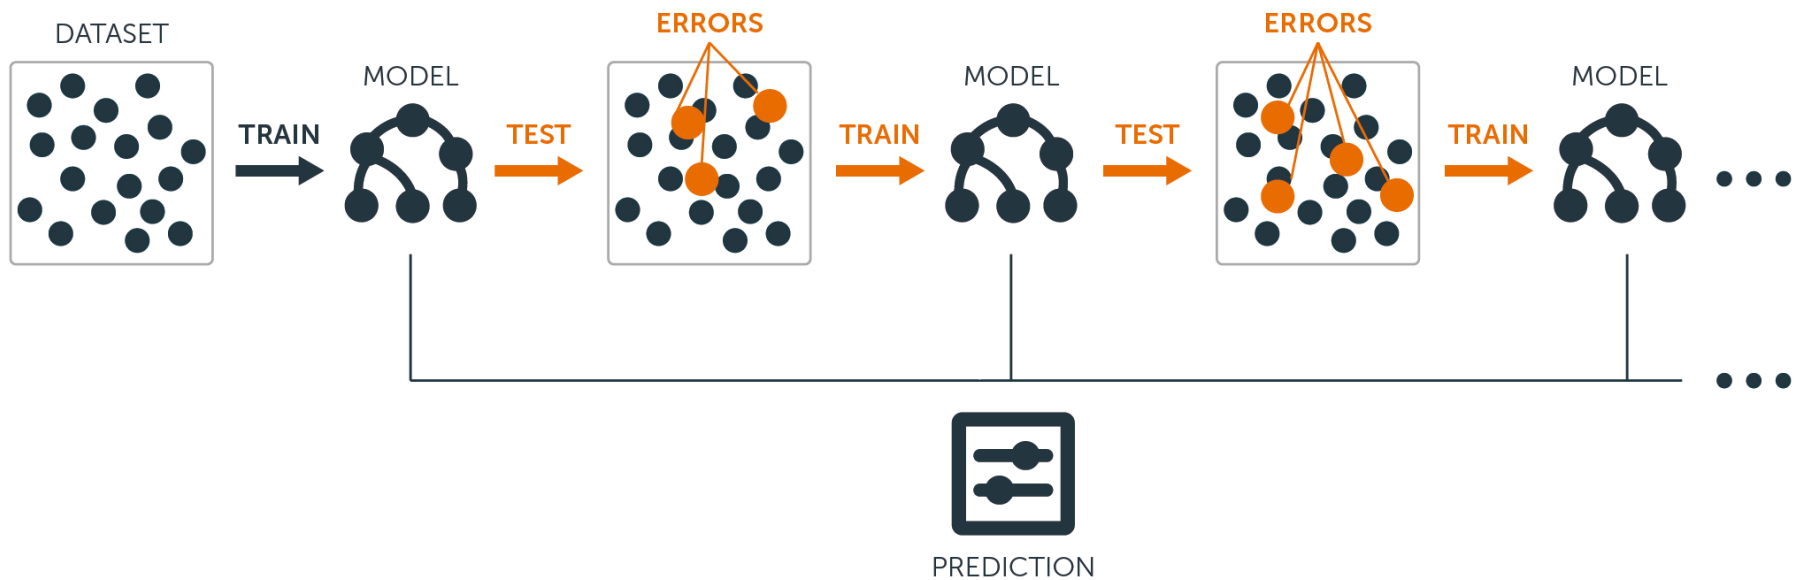 DATASET
TRAIN
MODEL
TEST
ERRORS
TRAIN
MODEL
TEST
ERRORS
TRAIN
MODEL
PREDICTION